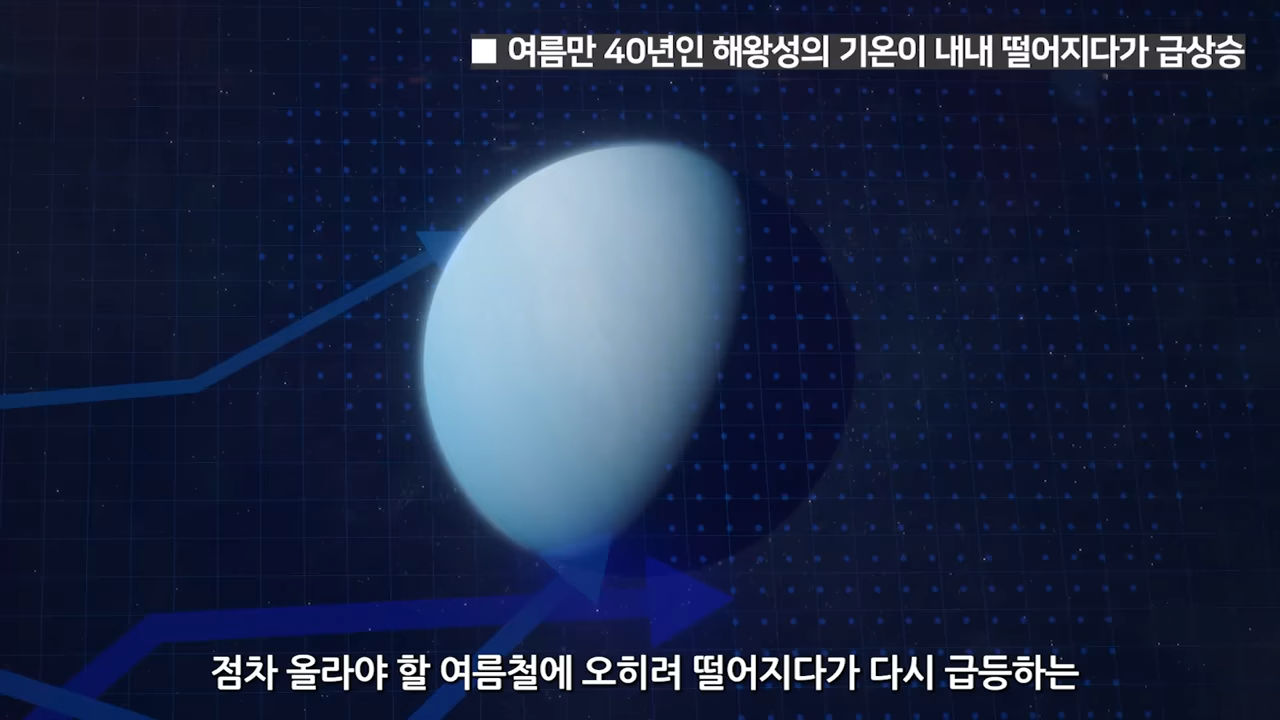 ■ 여름만 40년인 해왕성의 기온이 내내 떨어지다가 급상승
점차 올라야 할 여름철에 오히려 떨어지다가 다시 급등하는